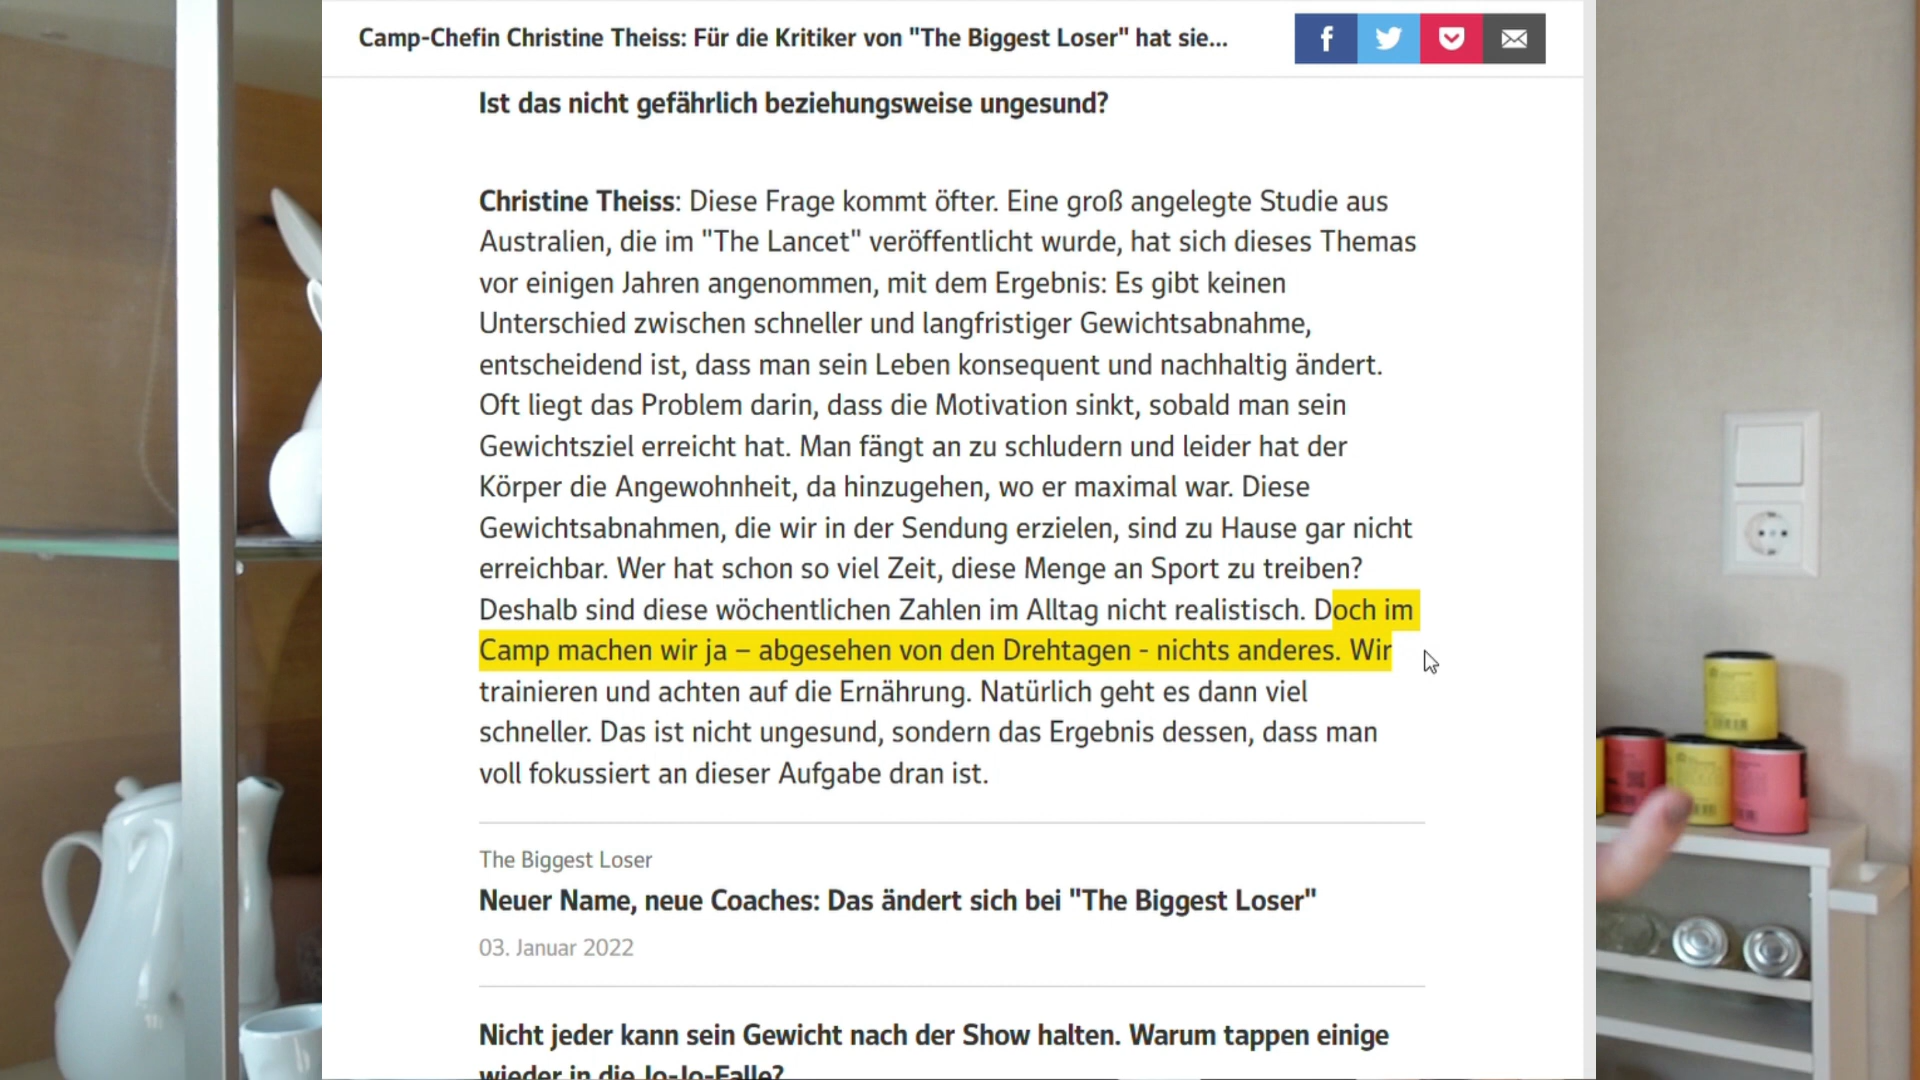 Camp-Chefin Christine Theiss: Für die Kritiker von "The Biggest Loser" hat sie...
Ist das nicht gefährlich beziehungsweise ungesund?
Christine Theiss: Diese Frage kommt öfter. Eine groß angelegte Studie aus
Australien, die im "The Lancet" veröffentlicht wurde, hat sich dieses Themas
vor einigen Jahren angenommen, mit dem Ergebnis: Es gibt keinen
Unterschied zwischen schneller und langfristiger Gewichtsabnahme,
entscheidend ist, dass man sein Leben konsequent und nachhaltig ändert.
Oft liegt das Problem darin, dass die Motivation sinkt, sobald man sein
Gewichtsziel erreicht hat. Man fängt an zu schludern und leider hat der
Körper die Angewohnheit, da hinzugehen, wo er maximal war. Diese
Gewichtsabnahmen, die wir in der Sendung erzielen, sind zu Hause gar nicht
erreichbar. Wer hat schon so viel Zeit, diese Menge an Sport zu treiben?
Deshalb sind diese wöchentlichen Zahlen im Alltag nicht realistisch. Doch im
Camp machen wir ja – abgesehen von den Drehtagen - nichts anderes. Wir
trainieren und achten auf die Ernährung. Natürlich geht es dann viel
schneller. Das ist nicht ungesund, sondern das Ergebnis dessen, dass man
voll fokussiert an dieser Aufgabe dran ist.
The Biggest Loser
Neuer Name, neue Coaches: Das ändert sich bei "The Biggest Loser"
03. Januar 2022
Nicht jeder kann sein Gewicht nach der Show halten. Warum tappen einige
wieder in die Jo-Jo-Falle?